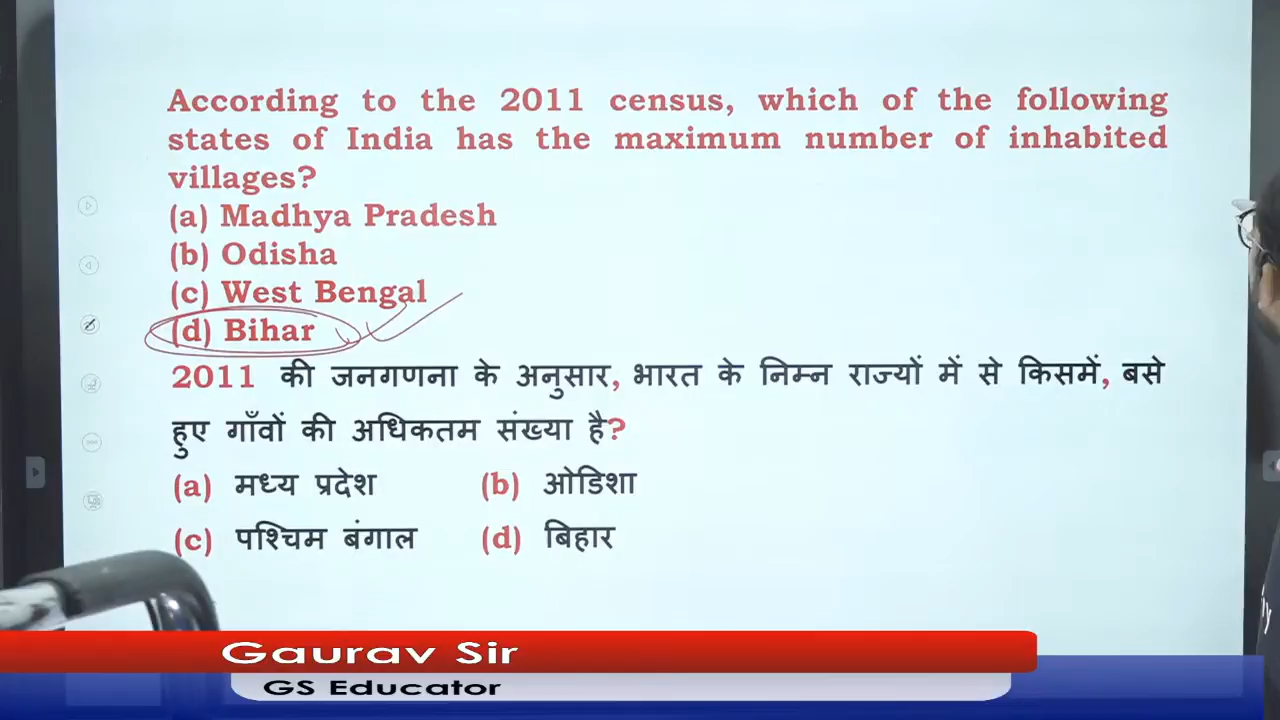 According to the 2011 census, which of the following
states of India has the maximum number of inhabited
villages?
(a) Madhya Pradesh
(b) Odisha
(c) West Bengal
(d) Bihar
2011 की जनगणना के अनुसार, भारत के निम्न राज्यों में से किसमें, बसे
हुए गाँवों की अधिकतम संख्या है?
(a) मध्य प्रदेश (b) ओडिशा
(c) पश्चिम बंगाल (d) बिहार
Gaurav Sir
GS Educator